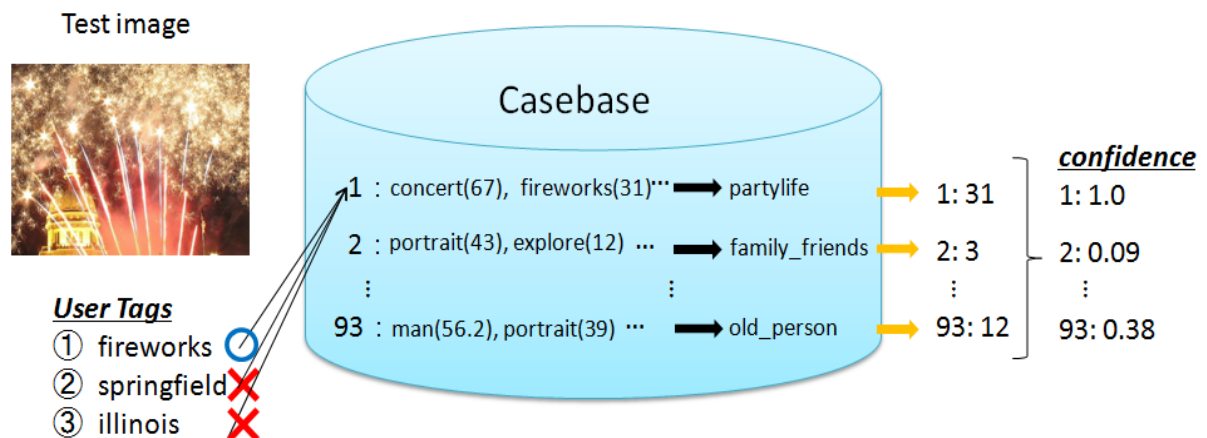 Test image
Casebase
confidence
1 : concert(67), fireworks(31)··· partylife 1: 31 1: 1.0
2 : portrait(43), explore(12) ··· family_friends 2: 3 2: 0.09
⋮ ⋮ ⋮ ⋮
93 : man(56.2), portrait(39) ··· old_person 93: 12 93: 0.38
User Tags
① fireworks
② springfield
③ illinois